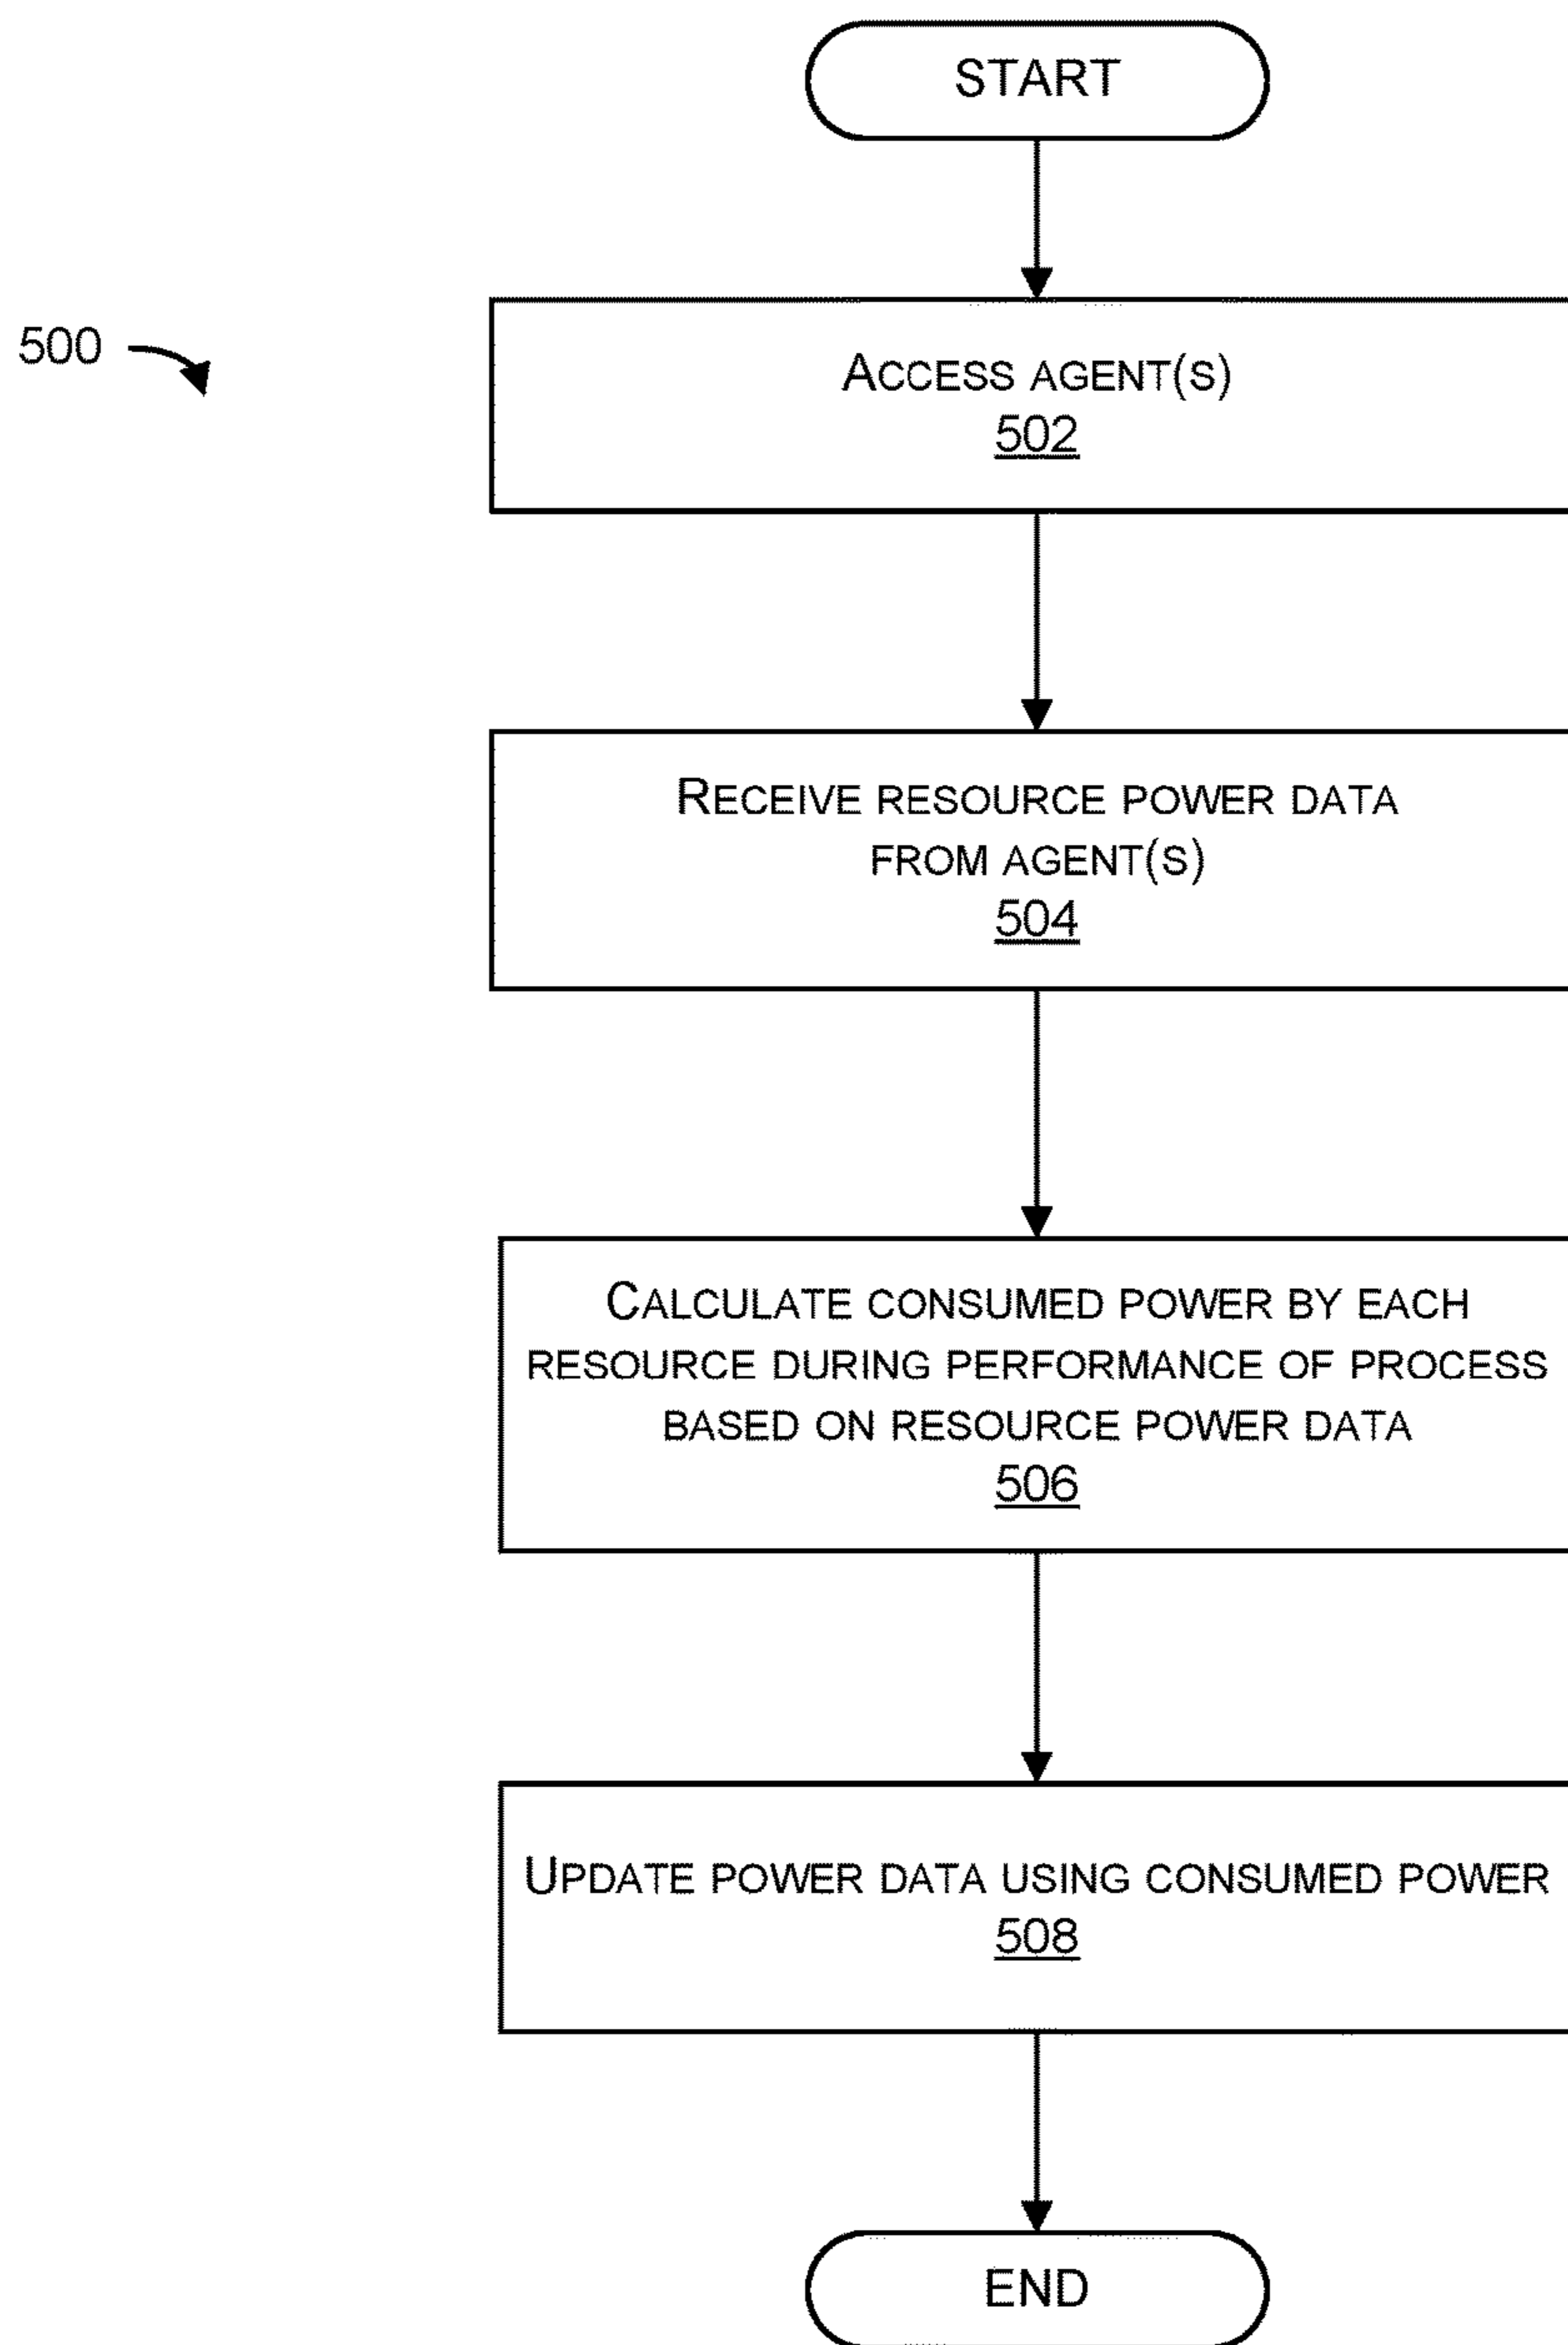 START
500
ACCESS AGENT(S)
502
RECEIVE RESOURCE POWER DATA
FROM AGENT(S)
504
CALCULATE CONSUMED POWER BY EACH
RESOURCE DURING PERFORMANCE OF PROCESS
BASED ON RESOURCE POWER DATA
506
UPDATE POWER DATA USING CONSUMED POWER
508
END